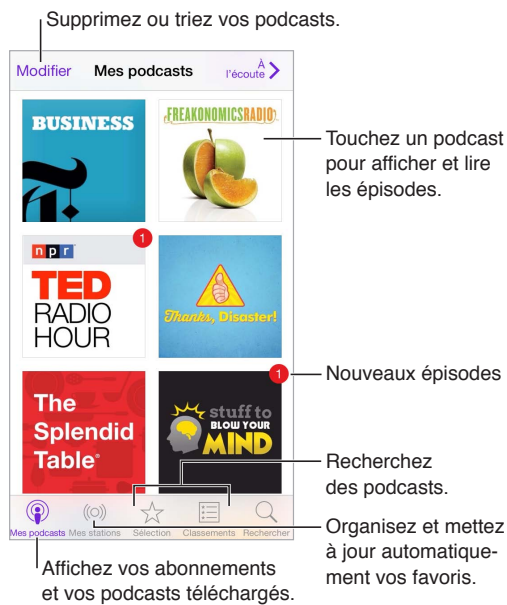 Supprimez ou triez vos podcasts.
Modifier Mes podcasts À l'écoute
BUSINESS
FREAKONOMICSRADIO
Touchez un podcast
pour afficher et lire
les épisodes.
n p r
1
TED
RADIO
HOUR
Thanks, Disaster!
1
Nouveaux épisodes
The
Splendid
Table®
stuff to
BLOW YOUR
MIND
Recherchez
des podcasts.
Mes podcasts Mes stations Sélection Classements Rechercher
Organisez et mettez
à jour automatique-
ment vos favoris.
Affichez vos abonnements
et vos podcasts téléchargés.